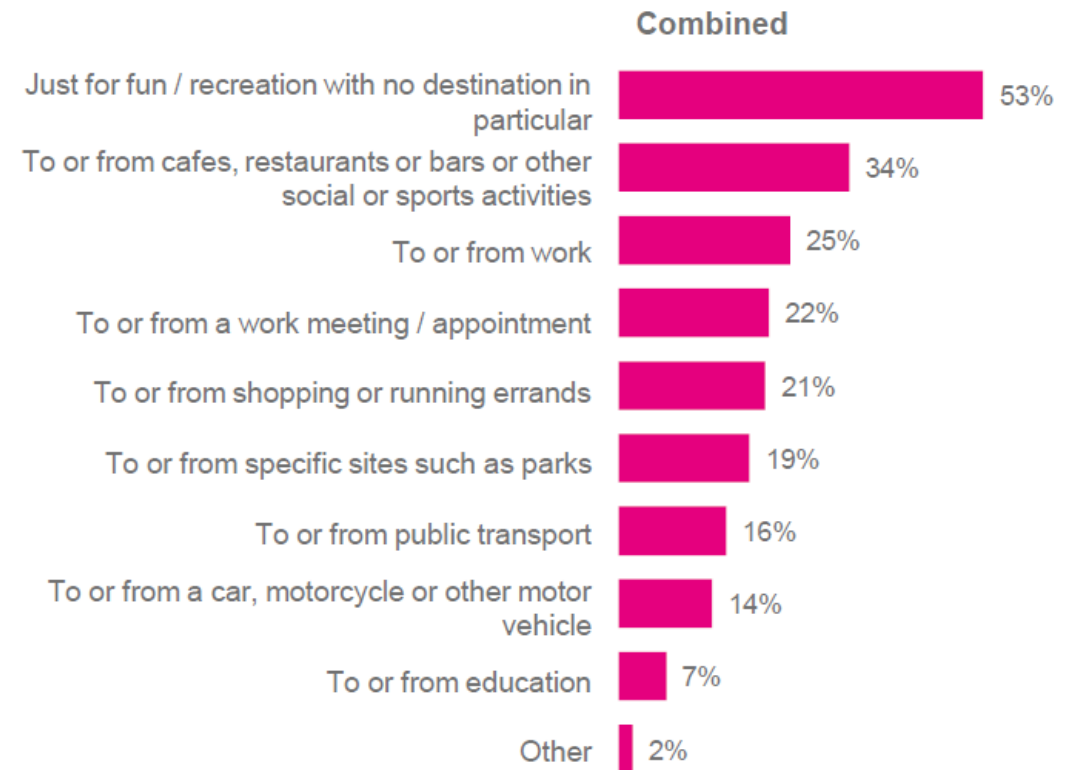 Combined
Just for fun / recreation with no destination in
particular
53%
To or from cafes, restaurants or bars or other
social or sports activities
34%
To or from work
25%
To or from a work meeting / appointment
22%
To or from shopping or running errands
21%
To or from specific sites such as parks
19%
To or from public transport
16%
To or from a car, motorcycle or other motor
vehicle
14%
To or from education
7%
Other
2%